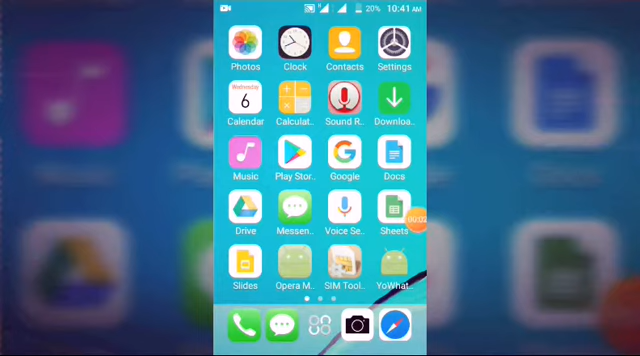 20% 10:41 AM
Photos Clock Contacts Settings
Wednesday
6
Calendar Calculat.. Sound R.. Downloa..
Music Play Stor.. Google Docs
00:02
Drive Messen.. Voice Se.. Sheets
Slides Opera M.. SIM Tool.. YoWhat..